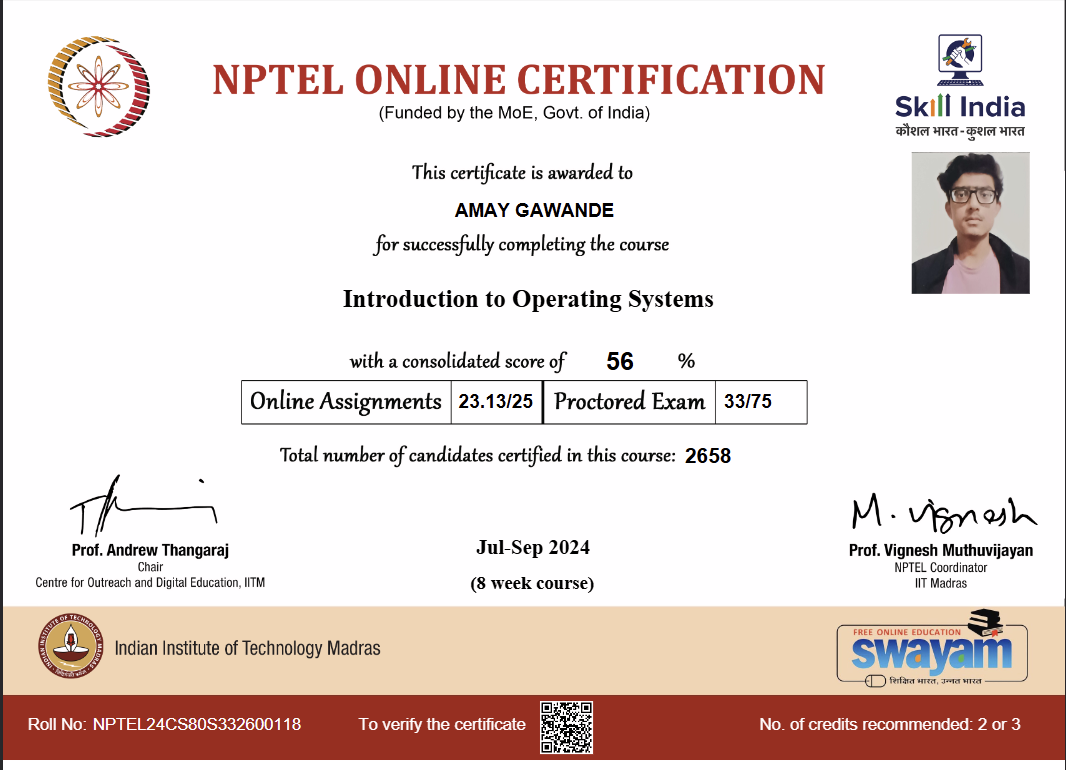 NPTEL ONLINE CERTIFICATION
(Funded by the MoE, Govt. of India)
Skill India
कौशल भारत - कुशल भारत
This certificate is awarded to
AMAY GAWANDE
for successfully completing the course
Introduction to Operating Systems
with a consolidated score of 56 %
Online Assignments 23.13/25 Proctored Exam 33/75
Total number of candidates certified in this course: 2658
M. Vignesh
Prof. Andrew Thangaraj
Chair
Centre for Outreach and Digital Education, IITM
Jul-Sep 2024
(8 week course)
Prof. Vignesh Muthuvijayan
NPTEL Coordinator
IIT Madras
INDIAN INSTITUTE OF TECHNOLOGY MADRAS
Indian Institute of Technology Madras
FREE ONLINE EDUCATION
swayam
शिक्षित भारत, उन्नत भारत
Roll No: NPTEL24CS80S332600118
To verify the certificate
No. of credits recommended: 2 or 3